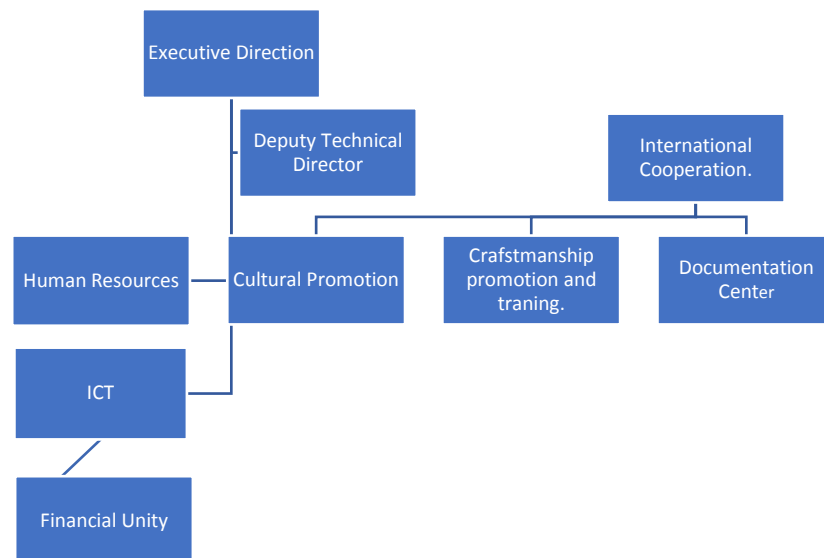 Executive Direction
Deputy Technical
Director
International
Cooperation.
Human Resources
Cultural Promotion
Crafstmanship
promotion and
traning.
Documentation
Center
ICT
Financial Unity